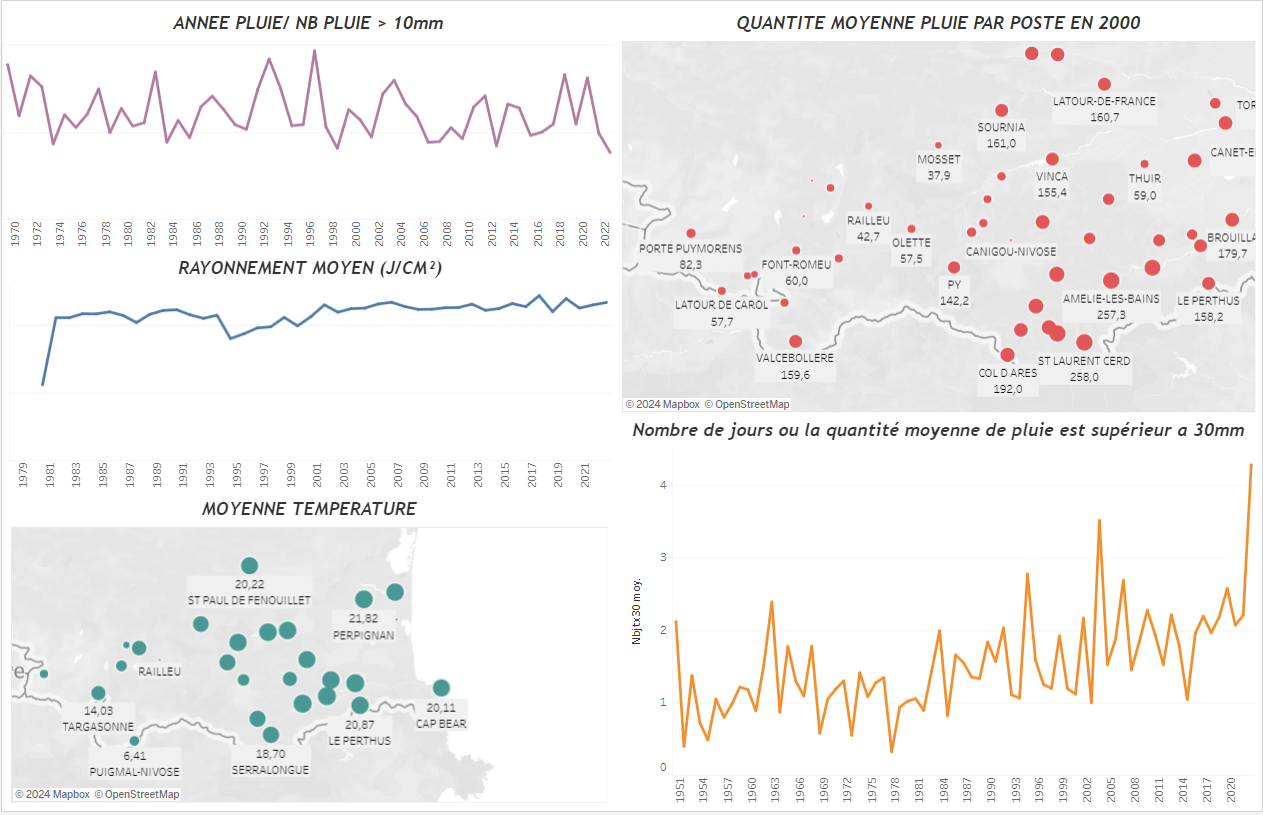 ANNEE PLUIE/ NB PLUIE > 10mm
1970 1972 1974 1976 1978 1980 1982 1984 1986 1988 1990 1992 1994 1996 1998 2000 2002 2004 2006 2008 2010 2012 2014 2016 2018 2020 2022
RAYONNEMENT MOYEN (J/CM²)
1979 1981 1983 1985 1987 1989 1991 1993 1995 1997 1999 2001 2003 2005 2007 2009 2011 2013 2015 2017 2019 2021
MOYENNE TEMPERATURE
20,22
ST PAUL DE FENOUILLET
21,82
PERPIGNAN
re
RAILLEU
14,03
TARGASONNE
20,11
CAP BEAR
20,87
LE PERTHUS
6,41
PUIGMAL-NIVOSE
18,70
SERRALONGUE
© 2024 Mapbox © OpenStreetMap
QUANTITE MOYENNE PLUIE PAR POSTE EN 2000
LATOUR-DE-FRANCE
160,7
TOR
SOURNIA
161,0
CANET-E
MOSSET
37,9
VINCA
155,4
THUIR
59,0
RAILLEU
42,7
OLETTE
57,5
CANIGOU-NIVOSE
BROUILLA
179,7
PORTE PUYMORENS
82,3
FONT-ROMEU
60,0
PY
142,2
AMELIE-LES-BAINS
257,3
LE PERTHUS
158,2
LATOUR DE CAROL
57,7
VALCEBOLLERE
159,6
COL D ARES
192,0
ST LAURENT CERD
258,0
© 2024 Mapbox © OpenStreetMap
Nombre de jours ou la quantité moyenne de pluie est supérieur a 30mm
Nbjtx30 moy.
4
3
2
1
0
1951 1954 1957 1960 1963 1966 1969 1972 1975 1978 1981 1984 1987 1990 1993 1996 1999 2002 2005 2008 2011 2014 2017 2020